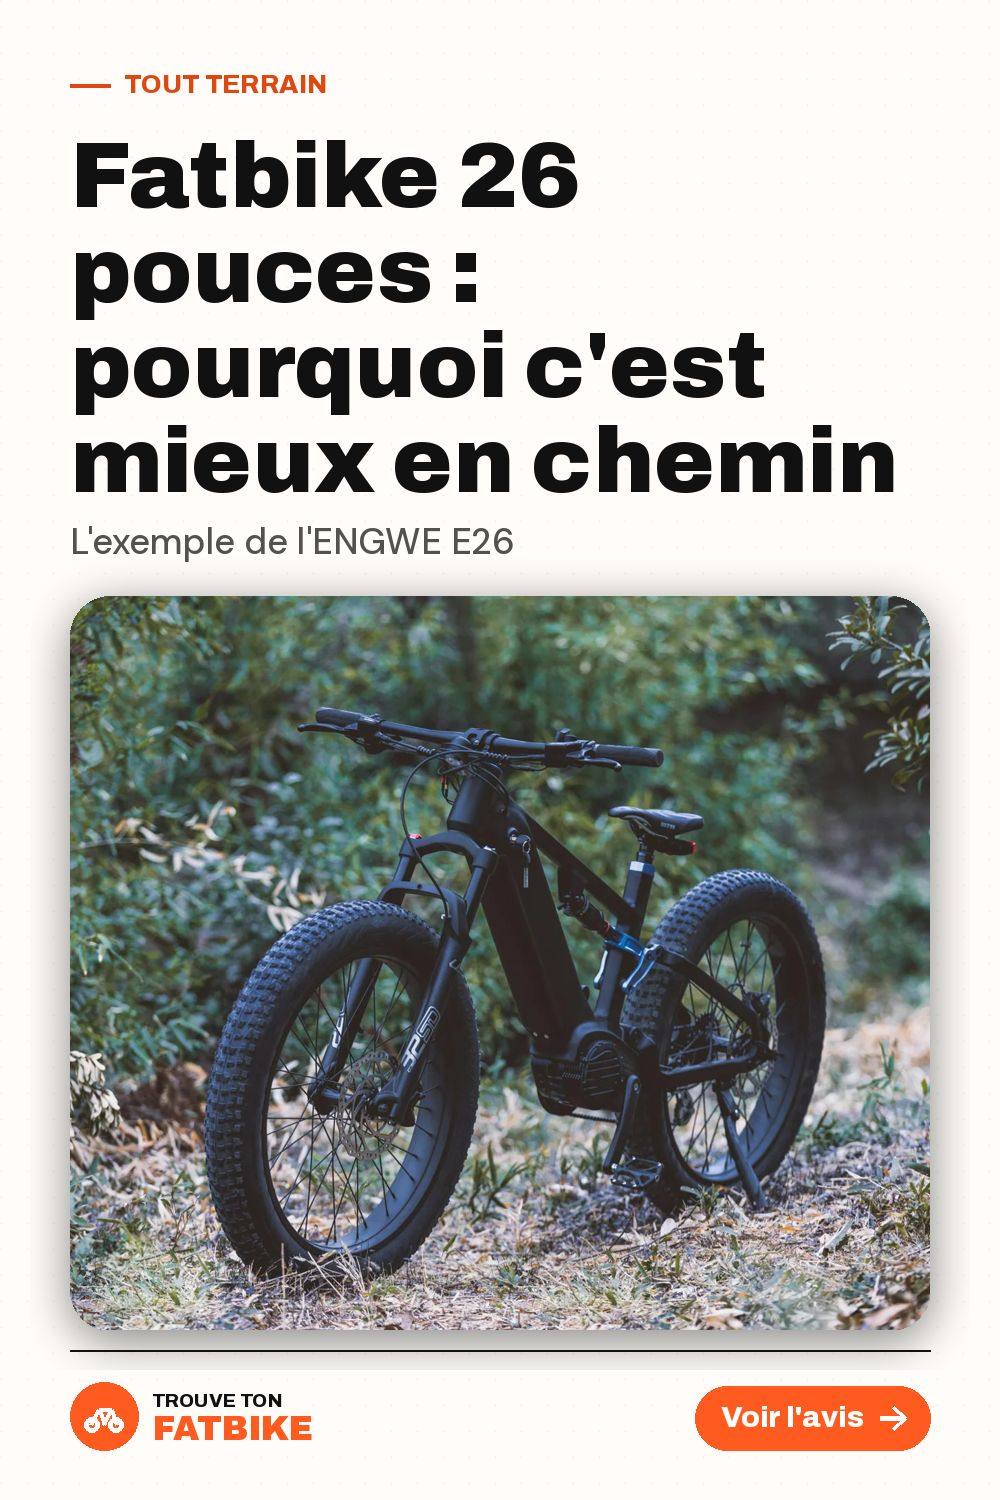 TOUT TERRAIN
Fatbike 26
pouces :
pourquoi c'est
mieux en chemin
L'exemple de l'ENGWE E26
TROUVE TON
FATBIKE
Voir l'avis